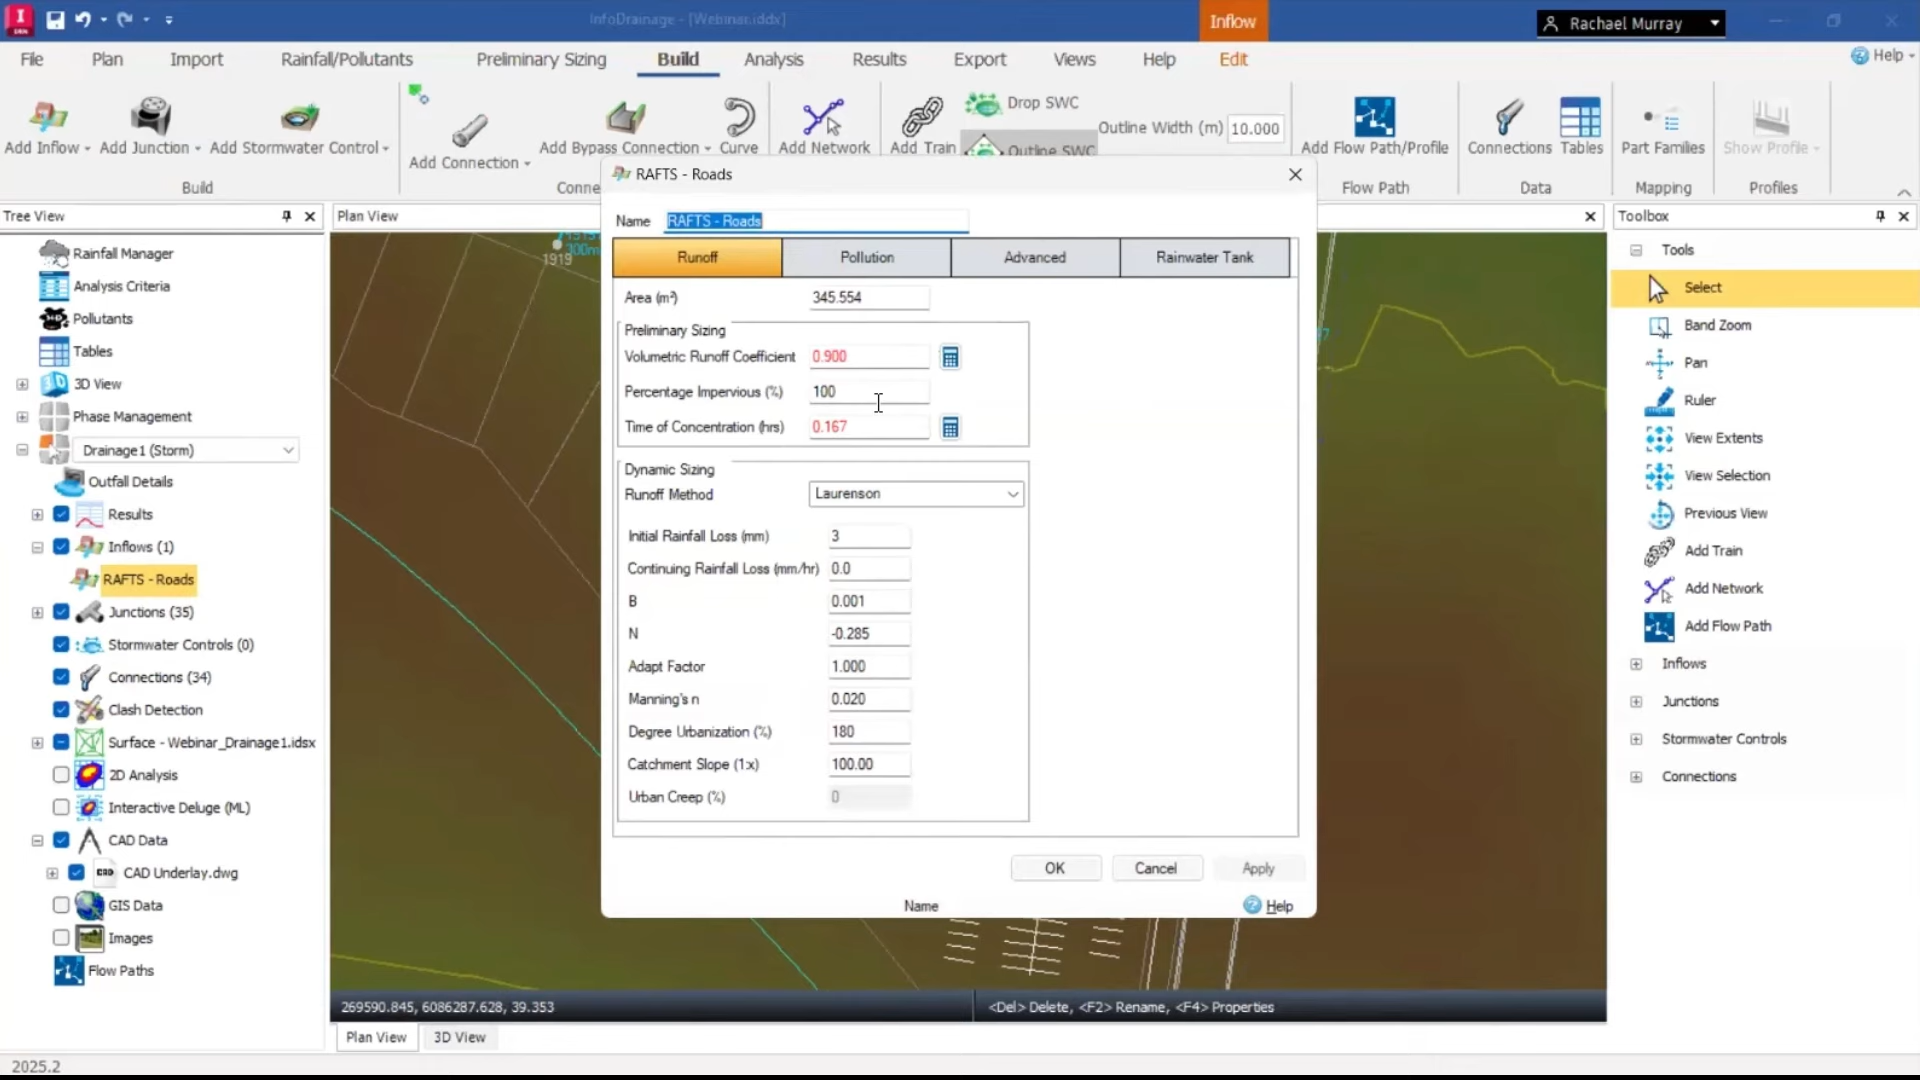 InfoDrainage - [Webinar.iddx]
Inflow
Rachael Murray
File Plan Import Rainfall/Pollutants Preliminary Sizing Build Analysis Results Export Views Help Edit
Help
Add Inflow Add Junction Add Stormwater Control
Add Connection
Add Bypass Connection Curve
Add Network
Add Train
Drop SWC
Outline SWC
Outline Width (m) 10.000
Add Flow Path/Profile
Connections Tables
Part Families
Show Profile
Build
Conne
Flow Path
Data
Mapping
Profiles
Tree View
Plan View
Toolbox
Rainfall Manager
Analysis Criteria
Pollutants
Tables
3D View
Phase Management
Drainage1 (Storm)
Outfall Details
Results
Inflows (1)
RAFTS - Roads
Junctions (35)
Stormwater Controls (0)
Connections (34)
Clash Detection
Surface - Webinar_Drainage1.idsx
2D Analysis
Interactive Deluge (ML)
CAD Data
CAD Underlay.dwg
GIS Data
Images
Flow Paths
1919
RAFTS - Roads
Name RAFTS - Roads
Runoff Pollution Advanced Rainwater Tank
Area (m²) 345.554
Preliminary Sizing
Volumetric Runoff Coefficient 0.900
Percentage Impervious (%) 100
Time of Concentration (hrs) 0.167
Dynamic Sizing
Runoff Method Laurenson
Initial Rainfall Loss (mm) 3
Continuing Rainfall Loss (mm/hr) 0.0
B 0.001
N -0.285
Adapt Factor 1.000
Manning's n 0.020
Degree Urbanization (%) 180
Catchment Slope (1:x) 100.00
Urban Creep (%) 0
OK Cancel Apply
Name
Help
Tools
Select
Band Zoom
Pan
Ruler
View Extents
View Selection
Previous View
Add Train
Add Network
Add Flow Path
Inflows
Junctions
Stormwater Controls
Connections
269590.845, 6086287.628, 39.353
<Del> Delete, <F2> Rename, <F4> Properties
Plan View 3D View
2025.2